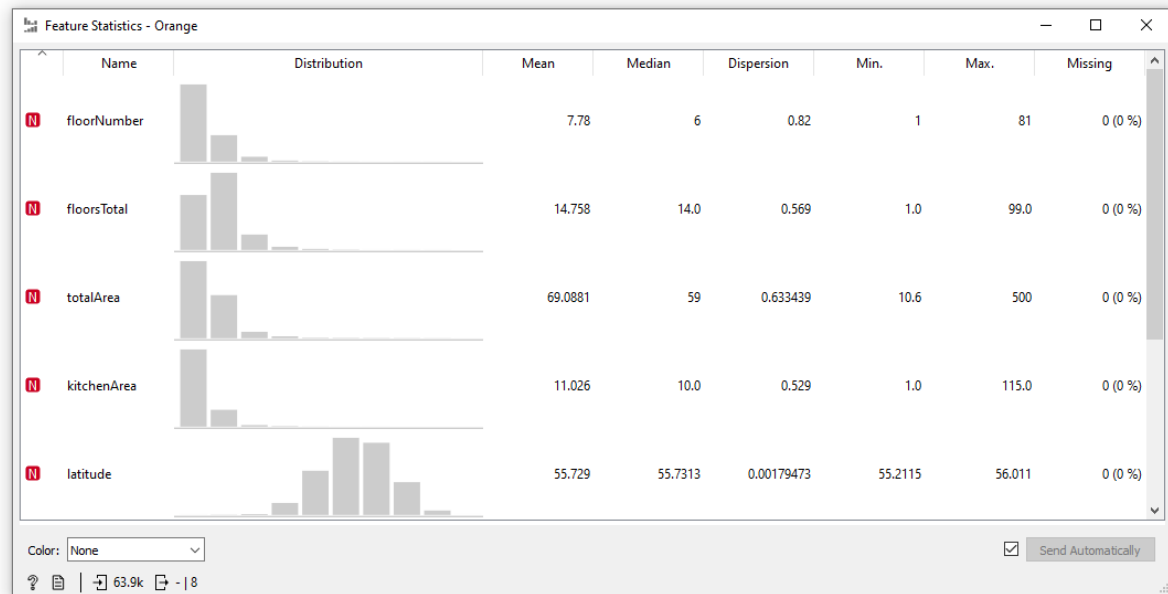 Feature Statistics - Orange
Name Distribution Mean Median Dispersion Min. Max. Missing
N floorNumber 7.78 6 0.82 1 81 0 (0 %)
N floorsTotal 14.758 14.0 0.569 1.0 99.0 0 (0 %)
N totalArea 69.0881 59 0.633439 10.6 500 0 (0 %)
N kitchenArea 11.026 10.0 0.529 1.0 115.0 0 (0 %)
N latitude 55.729 55.7313 0.00179473 55.2115 56.011 0 (0 %)
Color: None Send Automatically
? 63.9k - | 8